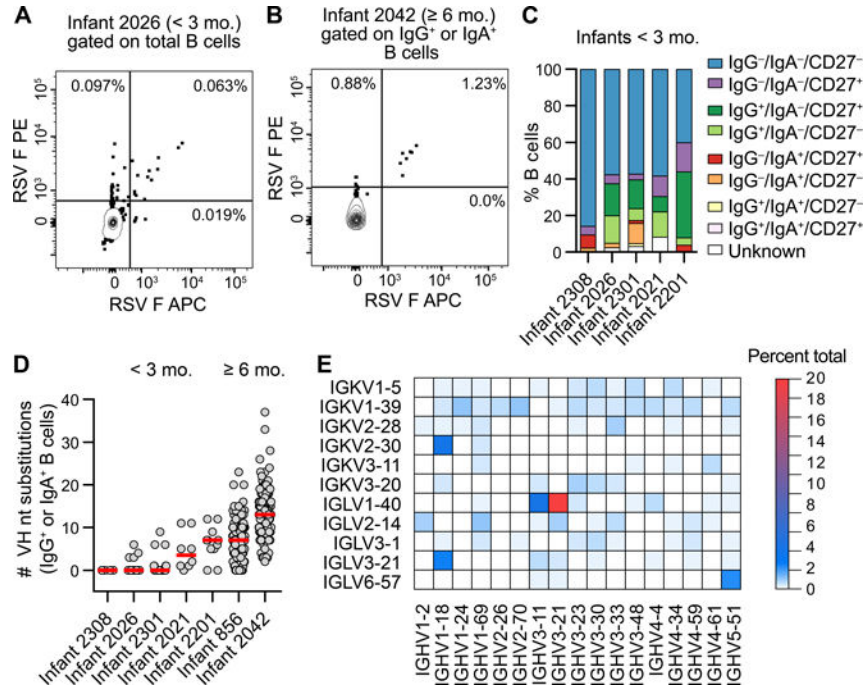 A
Infant 2026 (< 3 mo.)
gated on total B cells
0.097%
0.063%
0.019%
10⁵
10⁴
10³
0
0 10³ 10⁴ 10⁵
RSV F PE
RSV F APC
B
Infant 2042 (≥ 6 mo.)
gated on IgG⁺ or IgA⁺
B cells
0.88%
1.23%
0.0%
10⁵
10⁴
10³
0
0 10³ 10⁴ 10⁵
RSV F PE
RSV F APC
C
Infants < 3 mo.
% B cells
100
80
60
40
20
0
Infant 2308
Infant 2026
Infant 2301
Infant 2021
Infant 2201
IgG⁻/IgA⁻/CD27⁻
IgG⁻/IgA⁻/CD27⁺
IgG⁺/IgA⁻/CD27⁺
IgG⁺/IgA⁻/CD27⁻
IgG⁻/IgA⁺/CD27⁺
IgG⁻/IgA⁺/CD27⁻
IgG⁺/IgA⁺/CD27⁻
IgG⁺/IgA⁺/CD27⁺
Unknown
D
< 3 mo.
≥ 6 mo.
# VH nt substitutions
(IgG⁺ or IgA⁺ B cells)
40
30
20
10
0
Infant 2308
Infant 2026
Infant 2301
Infant 2021
Infant 2201
Infant 856
Infant 2042
E
IGKV1-5
IGKV1-39
IGKV2-28
IGKV2-30
IGKV3-11
IGKV3-20
IGLV1-40
IGLV2-14
IGLV3-1
IGLV3-21
IGLV6-57
IGHV1-2
IGHV1-18
IGHV1-24
IGHV1-69
IGHV2-26
IGHV2-70
IGHV3-11
IGHV3-21
IGHV3-23
IGHV3-30
IGHV3-33
IGHV3-48
IGHV4-4
IGHV4-34
IGHV4-59
IGHV4-61
IGHV5-51
Percent total
20
18
16
14
12
10
8
6
4
2
0